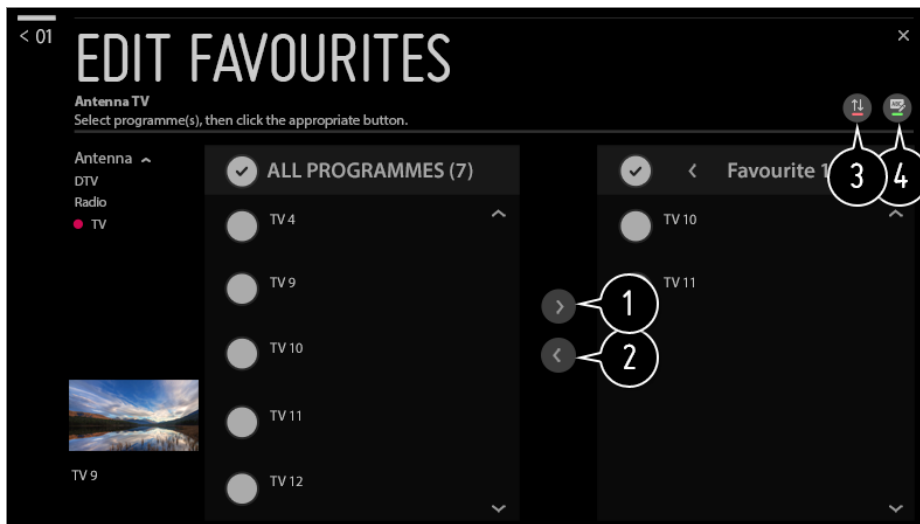 < 01
EDIT FAVOURITES
Antenna TV
Select programme(s), then click the appropriate button.
3
4
Antenna
DTV
Radio
TV
ALL PROGRAMMES (7)
TV 4
TV 9
TV 10
TV 11
TV 12
1
2
Favourite 1
TV 10
TV 11
TV 9